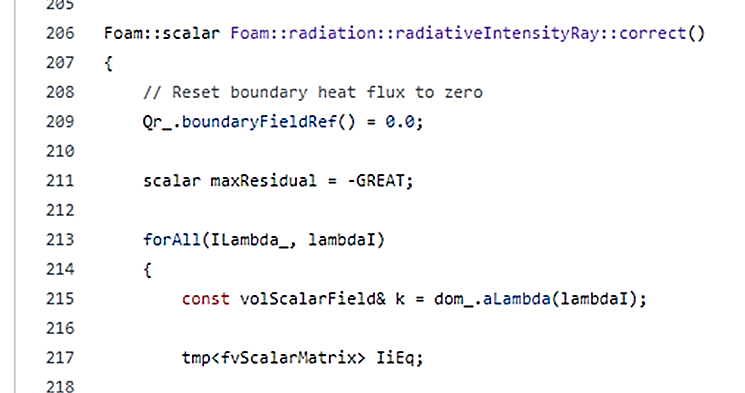 205
206 Foam::scalar Foam::radiation::radiativeIntensityRay::correct()
207 {
208 // Reset boundary heat flux to zero
209 Qr_.boundaryFieldRef() = 0.0;
210
211 scalar maxResidual = -GREAT;
212
213 forAll(ILambda_, lambdaI)
214 {
215 const volScalarField& k = dom_.aLambda(lambdaI);
216
217 tmp<fvScalarMatrix> IiEq;
218